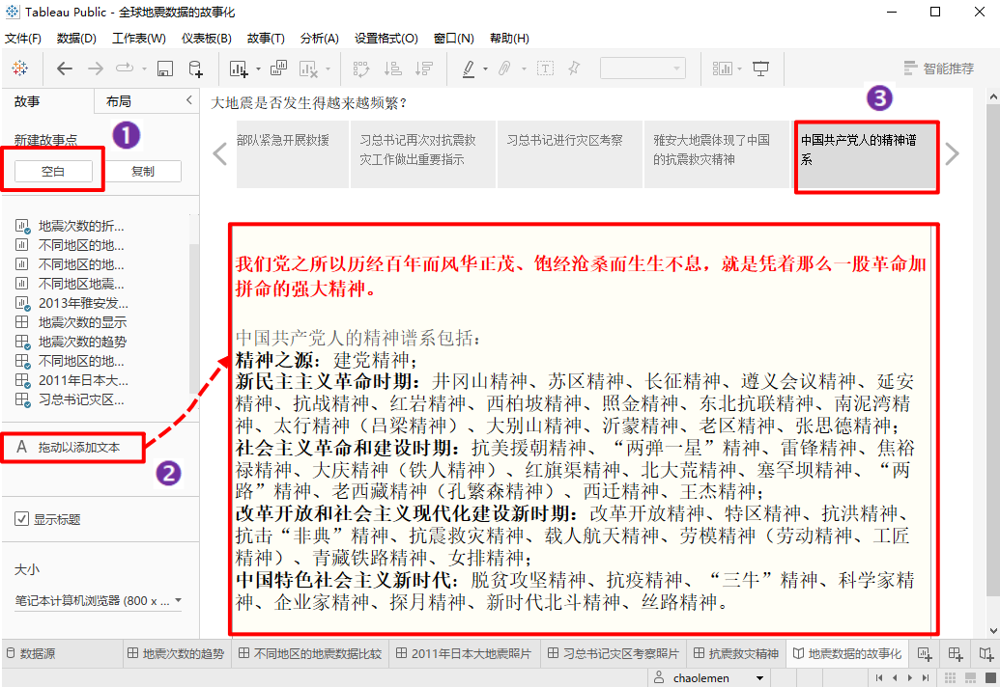 Tableau Public - 全球地震数据的故事化
文件(F) 数据(D) 工作表(W) 仪表板(B) 故事(T) 分析(A) 设置格式(O) 窗口(N) 帮助(H)
智能推荐
故事 布局
新建故事点
1
空白 复制
地震次数的折...
不同地区的地...
不同地区的地...
不同地区地震...
2013年雅安发...
地震次数的显示
地震次数的趋势
不同地区的地...
2011年日本大...
习总书记灾区...
A 拖动以添加文本
2
显示标题
大小
笔记本计算机浏览器 (800 x ...
大地震是否发生得越来越频繁?
3
部队紧急开展救援
习总书记再次对抗震救
灾工作做出重要指示
习总书记进行灾区考察
雅安大地震体现了中国
的抗震救灾精神
中国共产党人的精神谱
系
我们党之所以历经百年而风华正茂、饱经沧桑而生生不息，就是凭着那么一股革命加
拼命的强大精神。
中国共产党人的精神谱系包括：
精神之源：建党精神；
新民主主义革命时期：井冈山精神、苏区精神、长征精神、遵义会议精神、延安
精神、抗战精神、红岩精神、西柏坡精神、照金精神、东北抗联精神、南泥湾精
神、太行精神（吕梁精神）、大别山精神、沂蒙精神、老区精神、张思德精神；
社会主义革命和建设时期：抗美援朝精神、“两弹一星”精神、雷锋精神、焦裕
禄精神、大庆精神（铁人精神）、红旗渠精神、北大荒精神、塞罕坝精神、“两
路”精神、老西藏精神（孔繁森精神）、西迁精神、王杰精神；
改革开放和社会主义现代化建设新时期：改革开放精神、特区精神、抗洪精神、
抗击“非典”精神、抗震救灾精神、载人航天精神、劳模精神（劳动精神、工匠
精神）、青藏铁路精神、女排精神；
中国特色社会主义新时代：脱贫攻坚精神、抗疫精神、“三牛”精神、科学家精
神、企业家精神、探月精神、新时代北斗精神、丝路精神。
数据源 地震次数的趋势 不同地区的地震数据比较 2011年日本大地震照片 习总书记灾区考察照片 抗震救灾精神 地震数据的故事化
chaolemen